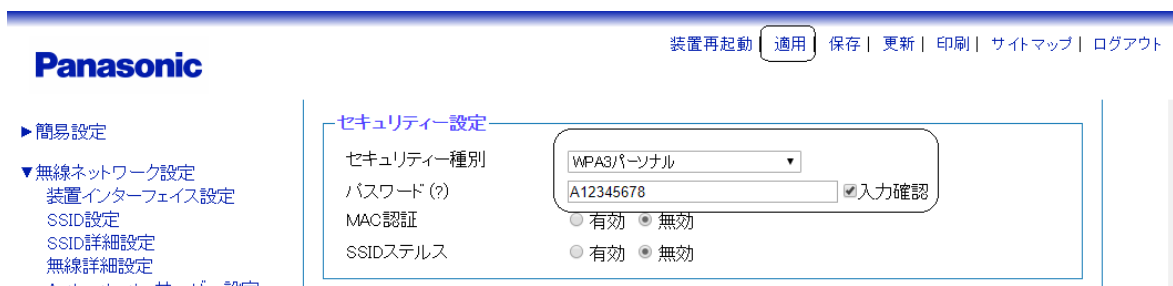 装置再起動 | 適用 | 保存 | 更新 | 印刷 | サイトマップ | ログアウト
Panasonic
▶簡易設定
▼無線ネットワーク設定
装置インターフェイス設定
SSID設定
SSID詳細設定
無線詳細設定
セキュリティー設定
セキュリティー種別 WPA3パーソナル
パスワード (?) A12345678 入力確認
MAC認証 有効 無効
SSIDステルス 有効 無効